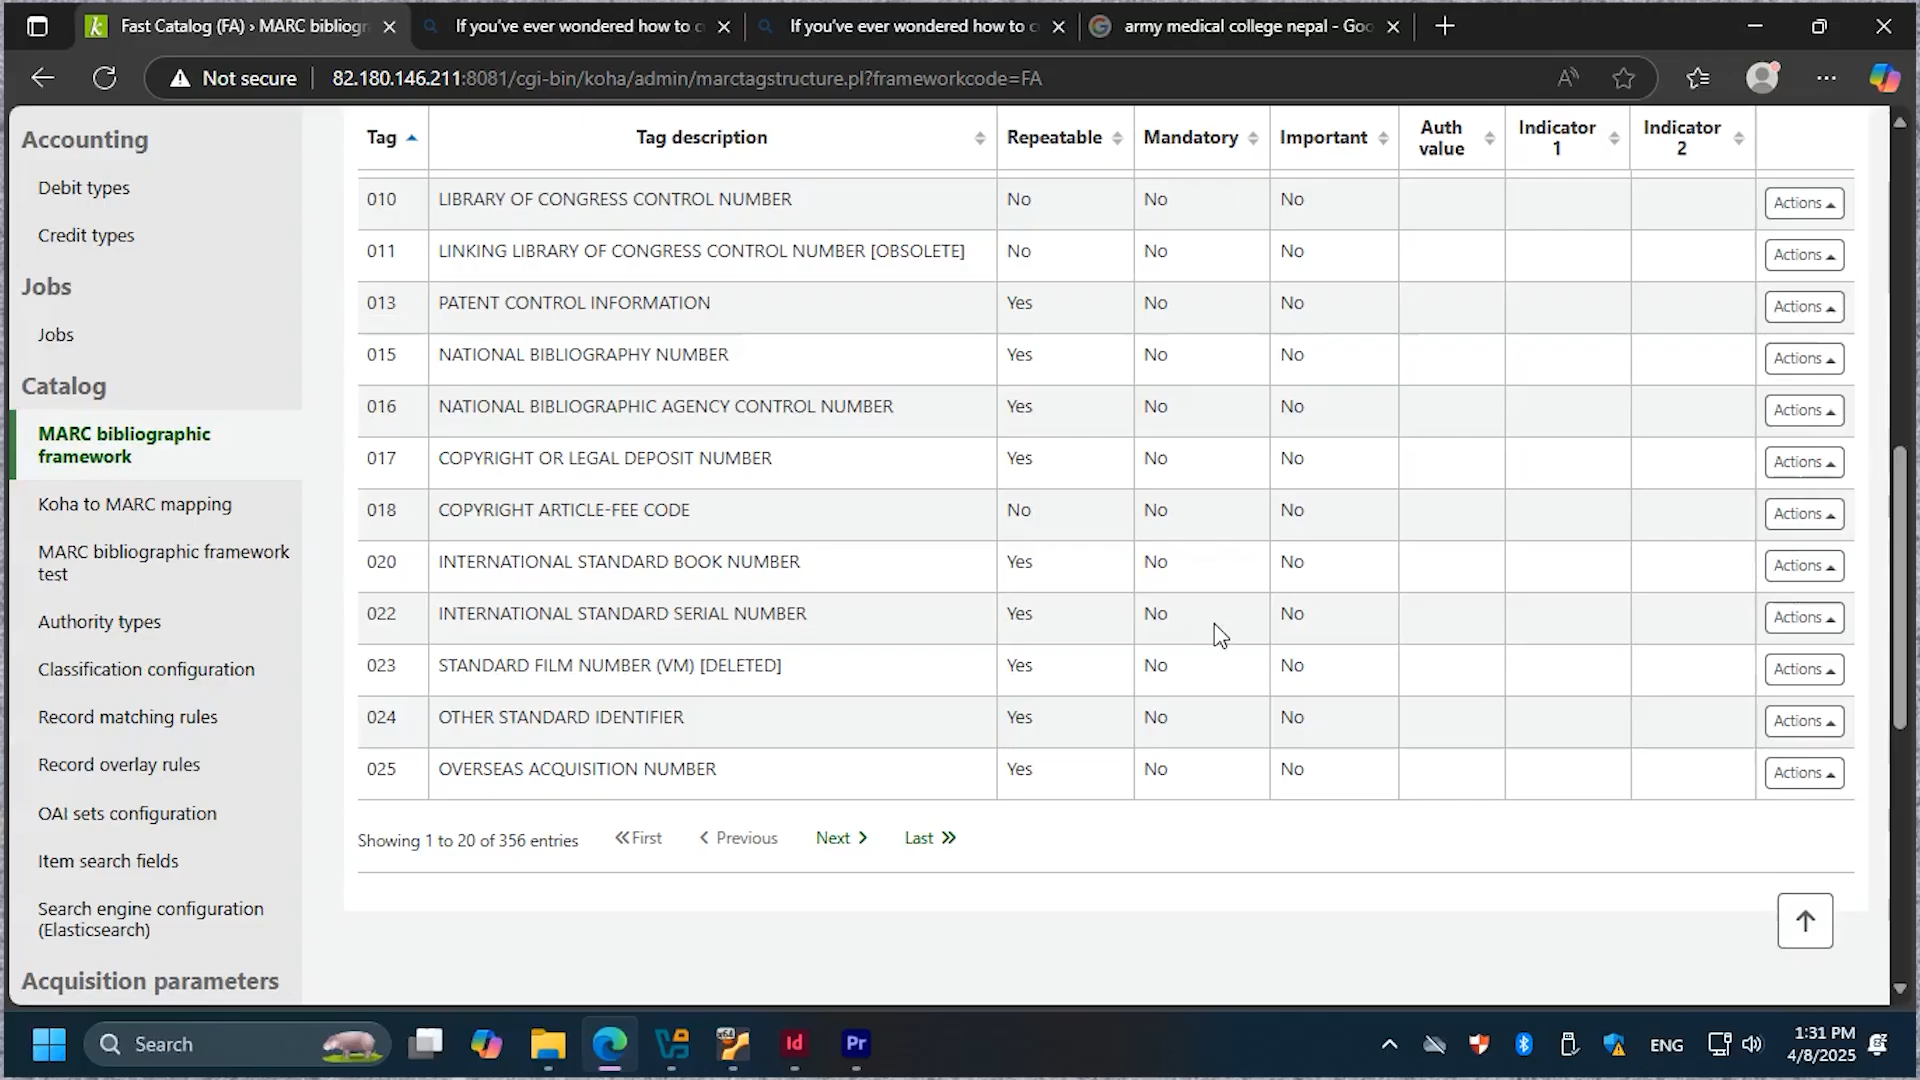 Fast Catalog (FA) › MARC bibliogr
If you've ever wondered how to c
If you've ever wondered how to c
army medical college nepal - Goo
Not secure
82.180.146.211:8081/cgi-bin/koha/admin/marctagstructure.pl?frameworkcode=FA
Accounting
Debit types
Credit types
Jobs
Jobs
Catalog
MARC bibliographic
framework
Koha to MARC mapping
MARC bibliographic framework
test
Authority types
Classification configuration
Record matching rules
Record overlay rules
OAI sets configuration
Item search fields
Search engine configuration
(Elasticsearch)
Acquisition parameters
Tag Tag description Repeatable Mandatory Important Auth value Indicator 1 Indicator 2
010 LIBRARY OF CONGRESS CONTROL NUMBER No No No Actions
011 LINKING LIBRARY OF CONGRESS CONTROL NUMBER [OBSOLETE] No No No Actions
013 PATENT CONTROL INFORMATION Yes No No Actions
015 NATIONAL BIBLIOGRAPHY NUMBER Yes No No Actions
016 NATIONAL BIBLIOGRAPHIC AGENCY CONTROL NUMBER Yes No No Actions
017 COPYRIGHT OR LEGAL DEPOSIT NUMBER Yes No No Actions
018 COPYRIGHT ARTICLE-FEE CODE No No No Actions
020 INTERNATIONAL STANDARD BOOK NUMBER Yes No No Actions
022 INTERNATIONAL STANDARD SERIAL NUMBER Yes No No Actions
023 STANDARD FILM NUMBER (VM) [DELETED] Yes No No Actions
024 OTHER STANDARD IDENTIFIER Yes No No Actions
025 OVERSEAS ACQUISITION NUMBER Yes No No Actions
Showing 1 to 20 of 356 entries First Previous Next Last
Search
x64
Id
Pr
ENG
1:31 PM
4/8/2025